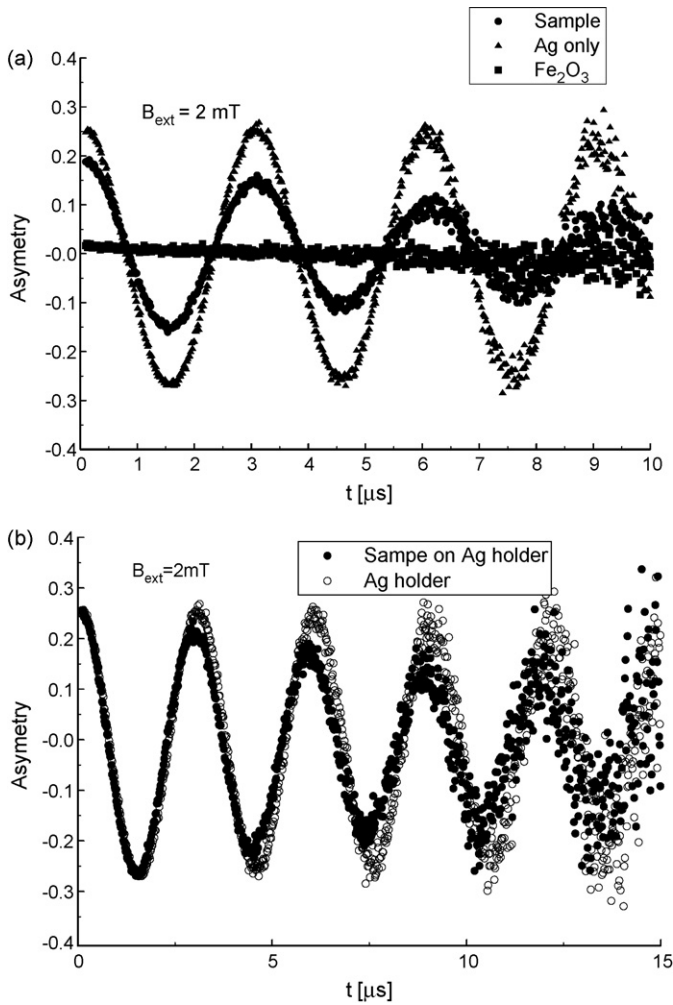 Sample
Ag only
Fe2O3
(a)
0.4
0.3
0.2
0.1
-0.0
-0.1
-0.2
-0.3
-0.4
Asymmetry
Bext = 2 mT
0 1 2 3 4 5 6 7 8 9 10
t [μs]
(b)
0.4
0.3
0.2
0.1
-0.0
-0.1
-0.2
-0.3
-0.4
Asymmetry
Bext=2mT
Sampe on Ag holder
Ag holder
0 5 10 15
t [μs]